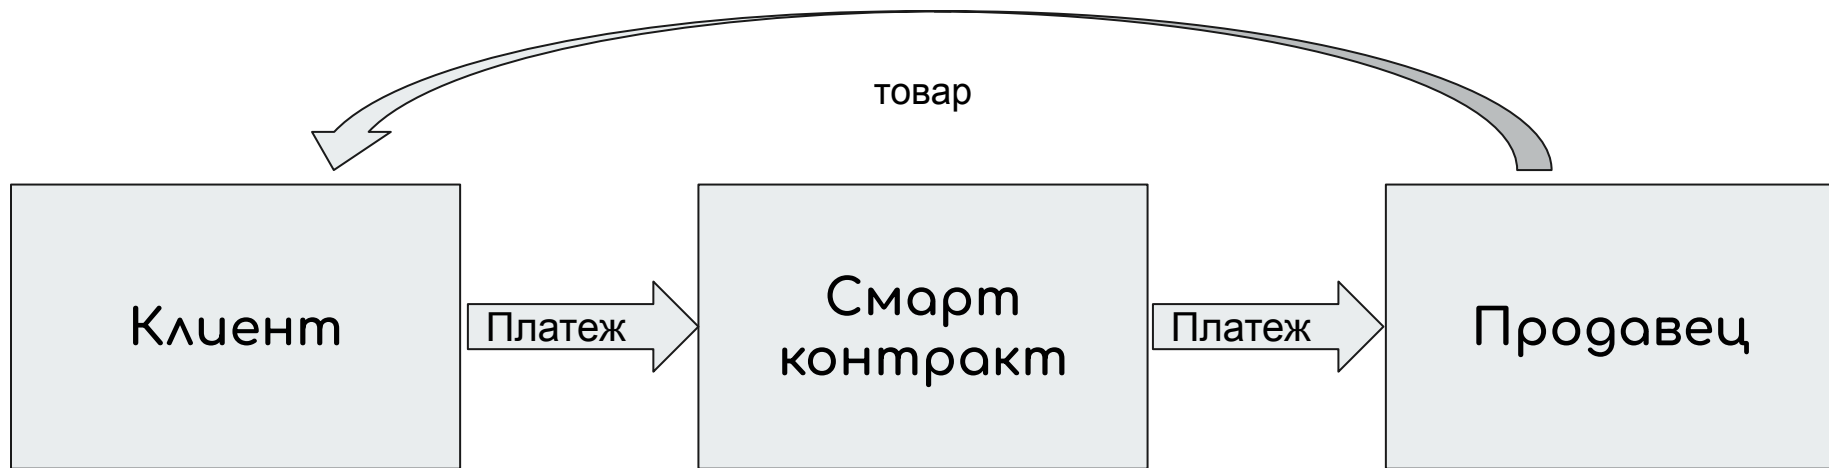 товар
Клиент
Платеж
Смарт
контракт
Платеж
Продавец